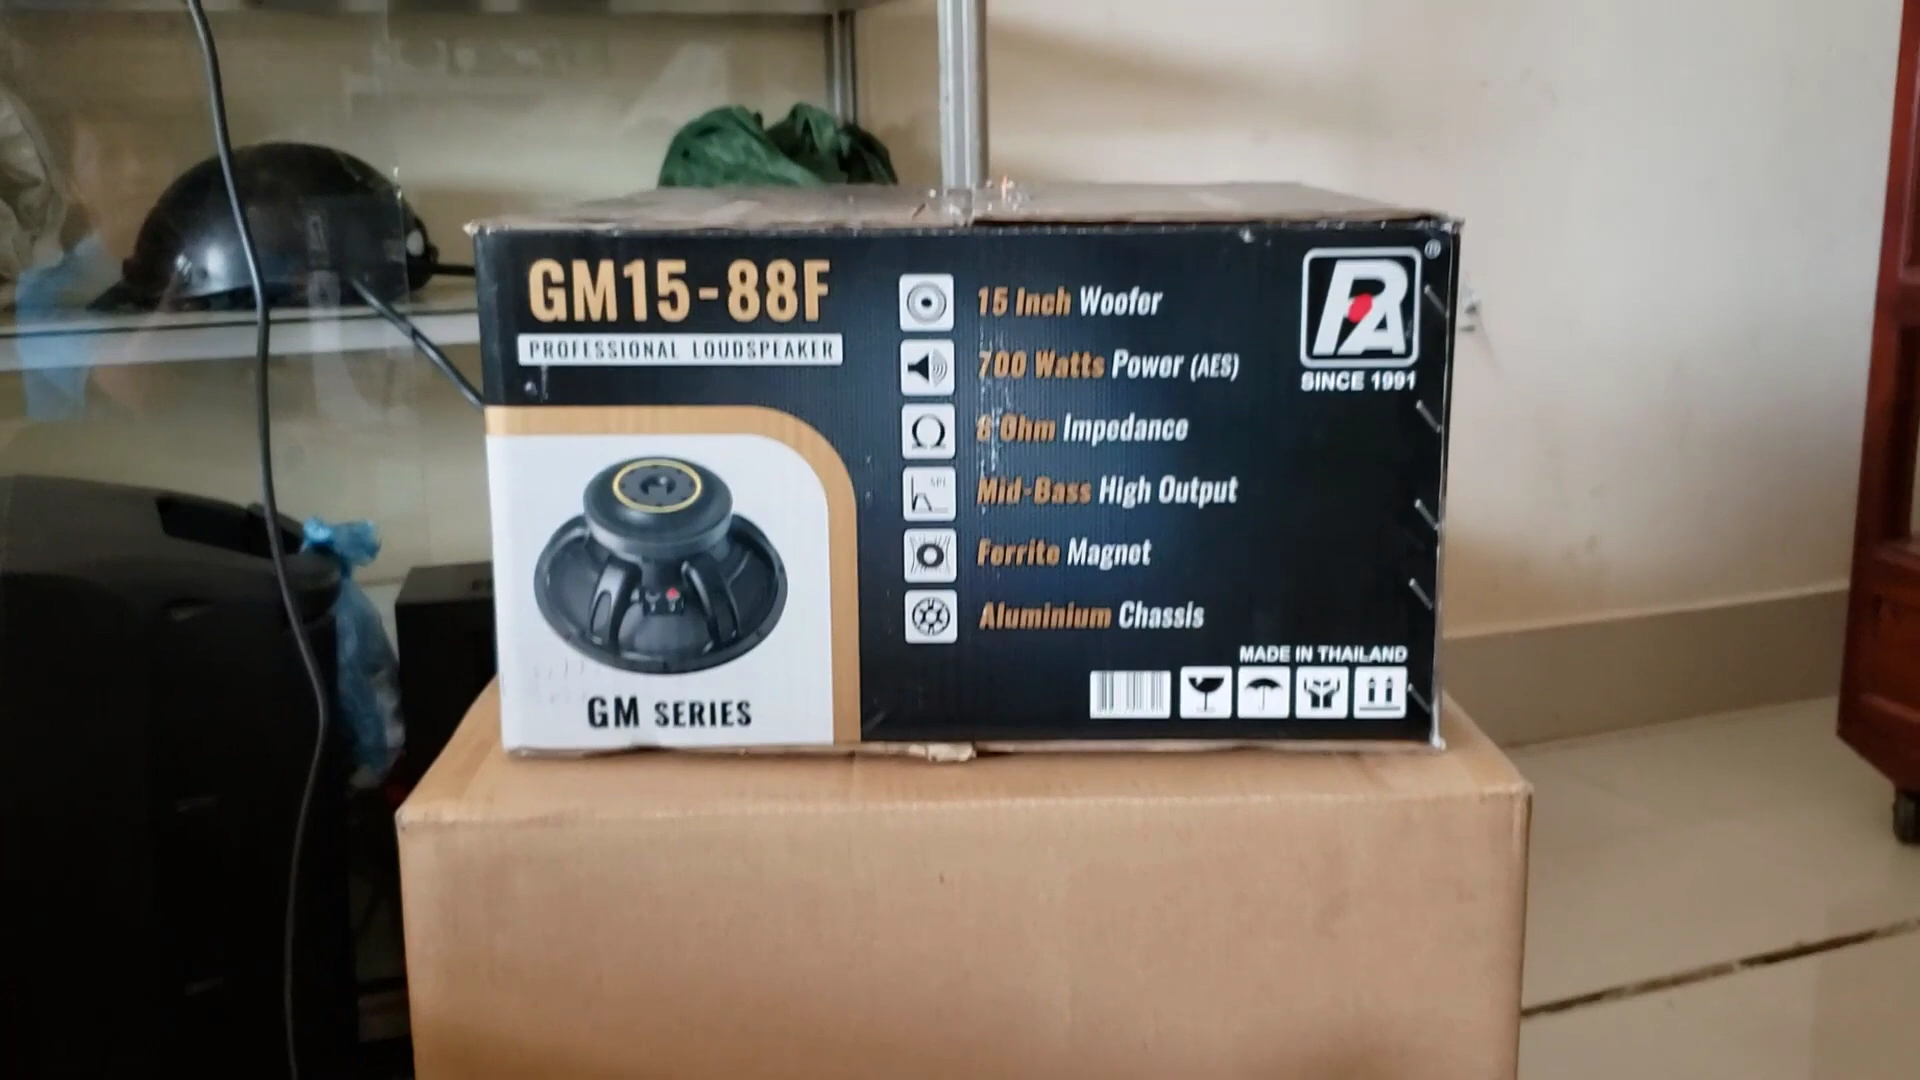 GM15-88F
PROFESSIONAL LOUDSPEAKER
GM SERIES
15 Inch Woofer
700 Watts Power (AES)
8 Ohm Impedance
SPL
Mid-Bass High Output
Ferrite Magnet
Aluminium Chassis
PA ®
SINCE 1991
MADE IN THAILAND